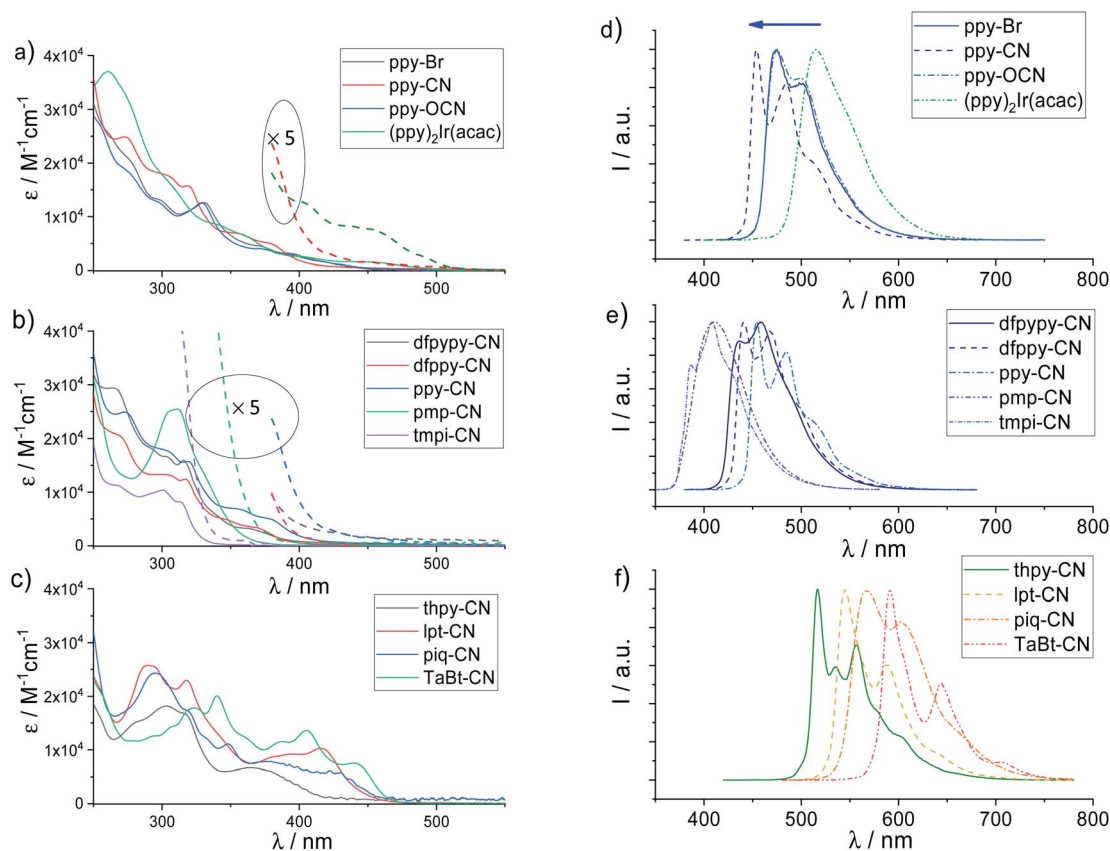 a)
ε / M⁻¹cm⁻¹
4x10⁴
3x10⁴
2x10⁴
1x10⁴
0
ppy-Br
ppy-CN
ppy-OCN
(ppy)₂Ir(acac)
× 5
300 400 500
λ / nm
b)
ε / M⁻¹cm⁻¹
4x10⁴
3x10⁴
2x10⁴
1x10⁴
0
dfpypy-CN
dfppy-CN
ppy-CN
pmp-CN
tmpi-CN
× 5
300 400 500
λ / nm
c)
ε / M⁻¹cm⁻¹
4x10⁴
3x10⁴
2x10⁴
1x10⁴
0
thpy-CN
lpt-CN
piq-CN
TaBt-CN
300 400 500
λ / nm
d)
I / a.u.
ppy-Br
ppy-CN
ppy-OCN
(ppy)₂Ir(acac)
400 500 600 700 800
λ / nm
e)
I / a.u.
dfpypy-CN
dfppy-CN
ppy-CN
pmp-CN
tmpi-CN
400 500 600 700 800
λ / nm
f)
I / a.u.
thpy-CN
lpt-CN
piq-CN
TaBt-CN
400 500 600 700 800
λ / nm